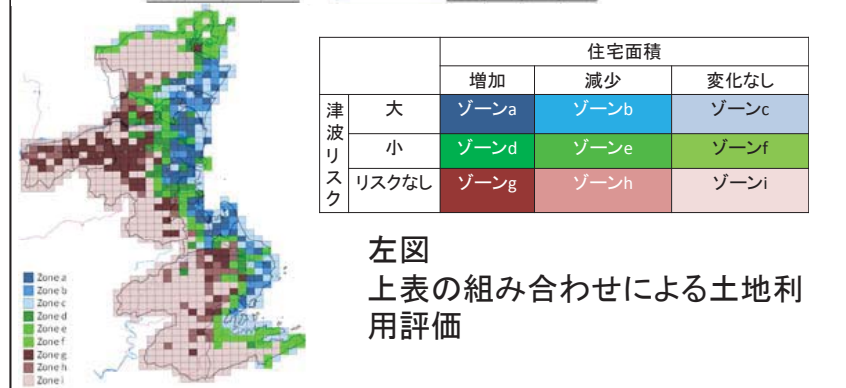 住宅面積
増加 減少 変化なし
津波リスク
大 ゾーンa ゾーンb ゾーンc
小 ゾーンd ゾーンe ゾーンf
リスクなし ゾーンg ゾーンh ゾーンi
左図
上表の組み合わせによる土地利
用評価
Zone a
Zone b
Zone c
Zone d
Zone e
Zone f
Zone g
Zone h
Zone i